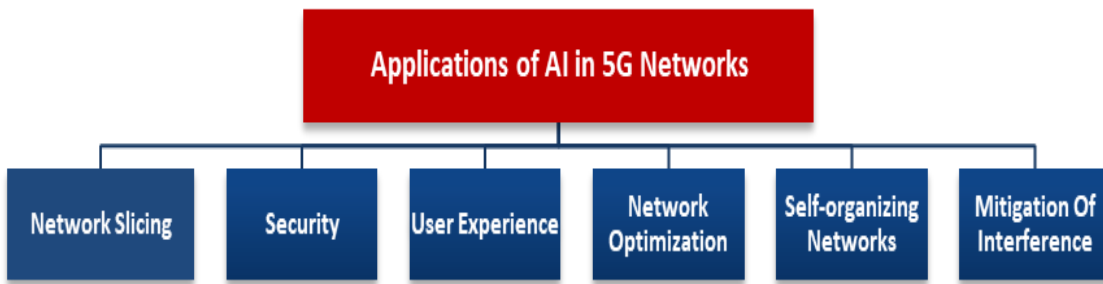 Applications of AI in 5G Networks
Network Slicing
Security
User Experience
Network
Optimization
Self-organizing
Networks
Mitigation Of
Interference